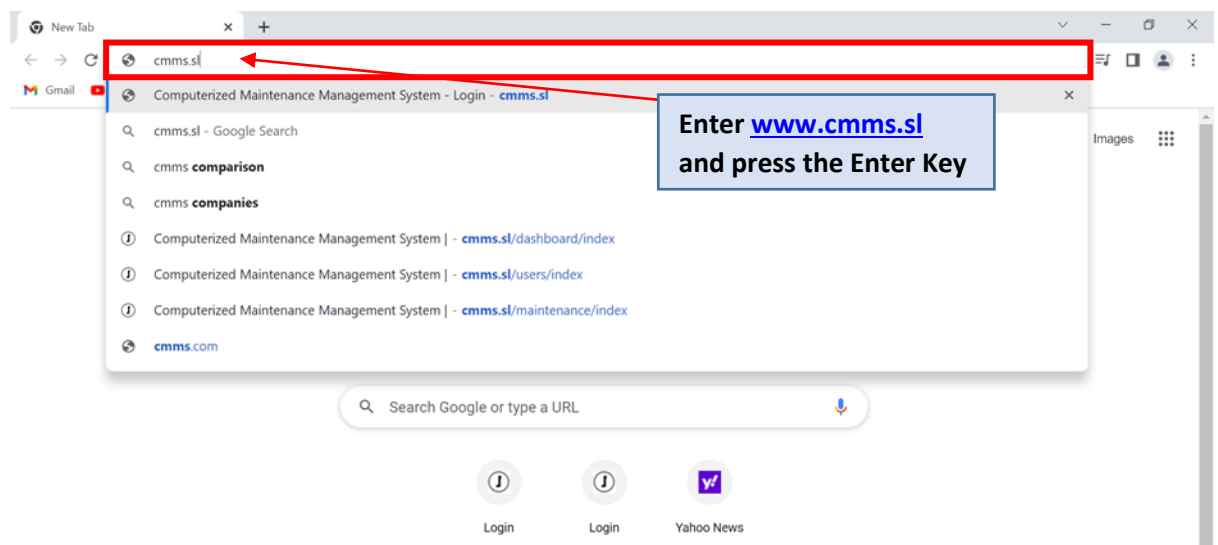 New Tab
cmms.sl
Gmail
Computerized Maintenance Management System - Login - cmms.sl
cmms.sl - Google Search
cmms comparison
cmms companies
Computerized Maintenance Management System | - cmms.sl/dashboard/index
Computerized Maintenance Management System | - cmms.sl/users/index
Computerized Maintenance Management System | - cmms.sl/maintenance/index
cmms.com
Enter www.cmms.sl
and press the Enter Key
Images
Search Google or type a URL
Login
Login
y!
Yahoo News